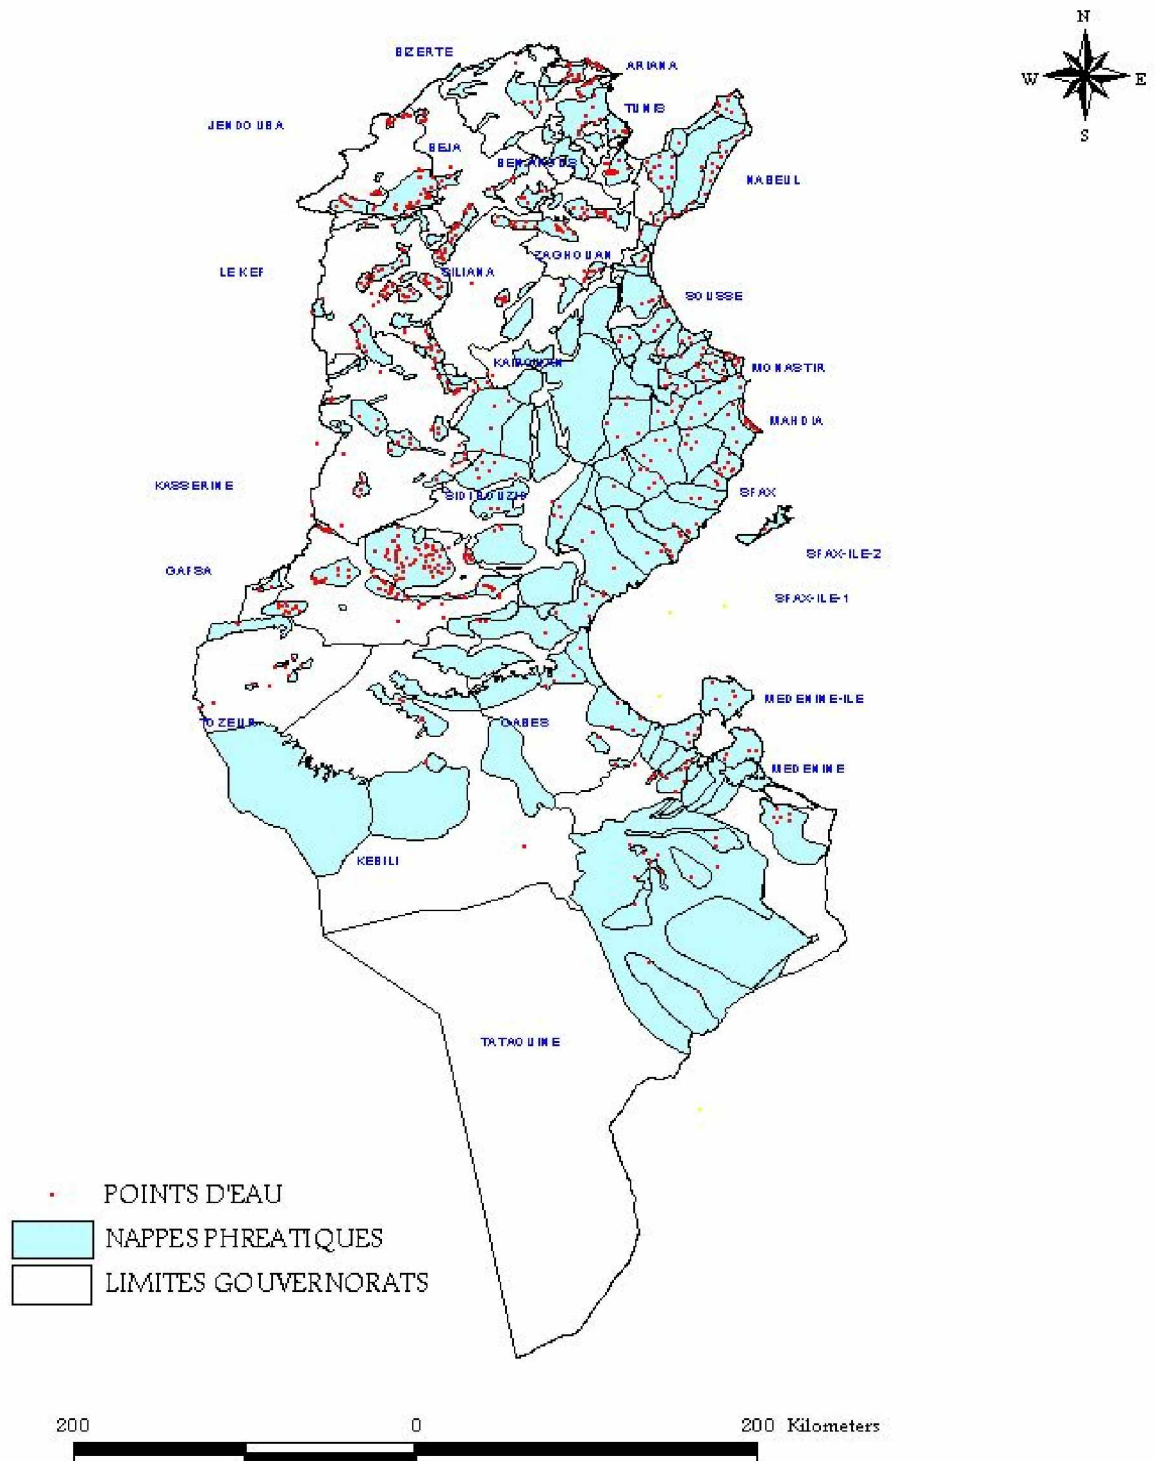 N
W E
S
BIZERTE
ARIANA
TUNIS
JENDOUBA
BEJA
BEN AROUS
NABEUL
ZAGHOUAN
LE KEF
SILIANA
SOUSSE
KAIROUAN
MONASTIR
MAHDIA
KASSERINE
SIDI BOUZID
SFAX
SFAX-ILE-2
GAFSA
SFAX-ILE-1
MEDENINE-ILE
TOZEUR
GABES
MEDENINE
KEBILI
TATAOUINE
POINTS D'EAU
NAPPES PHREATIQUES
LIMITES GOUVERNORATS
200 0 200 Kilometers